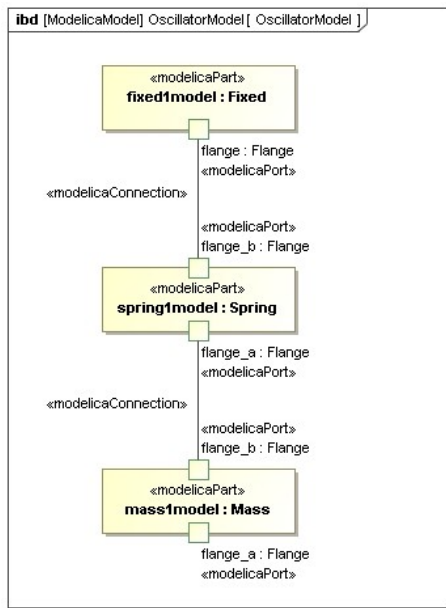 ibd [ModelicaModel] OscillatorModel[ OscillatorModel ]
«modelicaPart»
fixed1model : Fixed
flange : Flange
«modelicaPort»
«modelicaConnection»
«modelicaPort»
flange_b : Flange
«modelicaPart»
spring1model : Spring
flange_a : Flange
«modelicaPort»
«modelicaConnection»
«modelicaPort»
flange_b : Flange
«modelicaPart»
mass1model : Mass
flange_a : Flange
«modelicaPort»